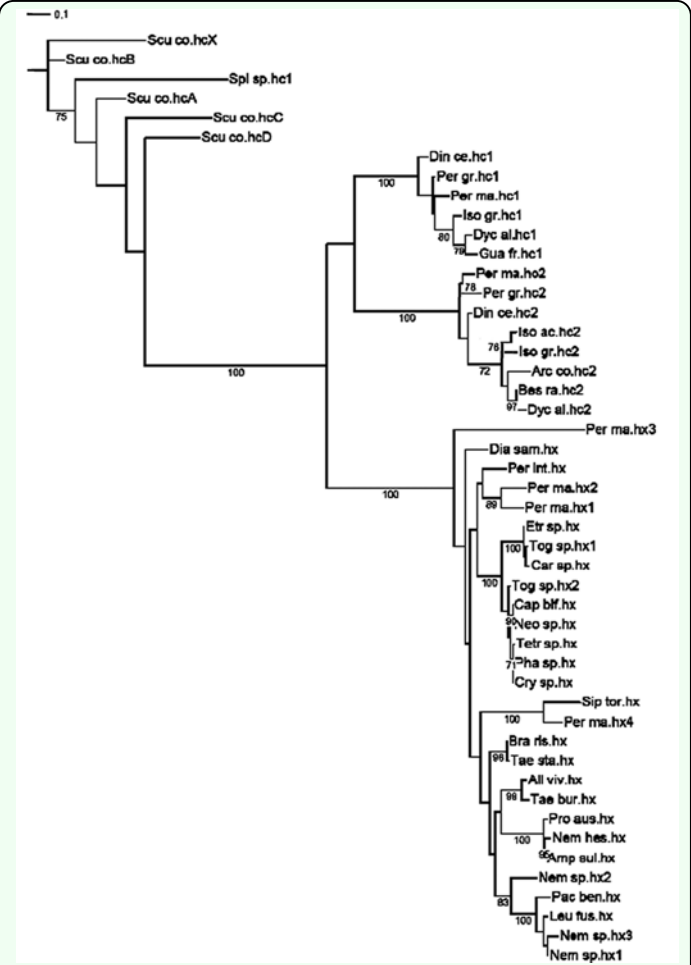 0.1
Scu co.hcX
Scu co.hcB
Spl sp.hc1
75
Scu co.hcA
Scu co.hcC
Scu co.hcD
Din ce.hc1
100
Per gr.hc1
Per ma.hc1
Iso gr.hc1
80
Dyc al.hc1
79
Gua fr.hc1
Per ma.hc2
78
Per gr.hc2
100
Din ce.hc2
Iso ac.hc2
76
Iso gr.hc2
72
Arc co.hc2
100
Bes ra.hc2
97
Dyc al.hc2
Per ma.hx3
Dia sam.hx
Per int.hx
100
Per ma.hx2
89
Per ma.hx1
Etr sp.hx
100
Tog sp.hx1
Car sp.hx
100
Tog sp.hx2
Cap blf.hx
90
Neo sp.hx
Tetr sp.hx
71
Pha sp.hx
Cry sp.hx
Sip tor.hx
100
Per ma.hx4
Bra ris.hx
96
Tae sta.hx
All viv.hx
98
Tae bur.hx
Pro aus.hx
100
Nem hes.hx
95
Amp sul.hx
Nem sp.hx2
83
Pac ben.hx
100
Leu fus.hx
Nem sp.hx3
Nem sp.hx1